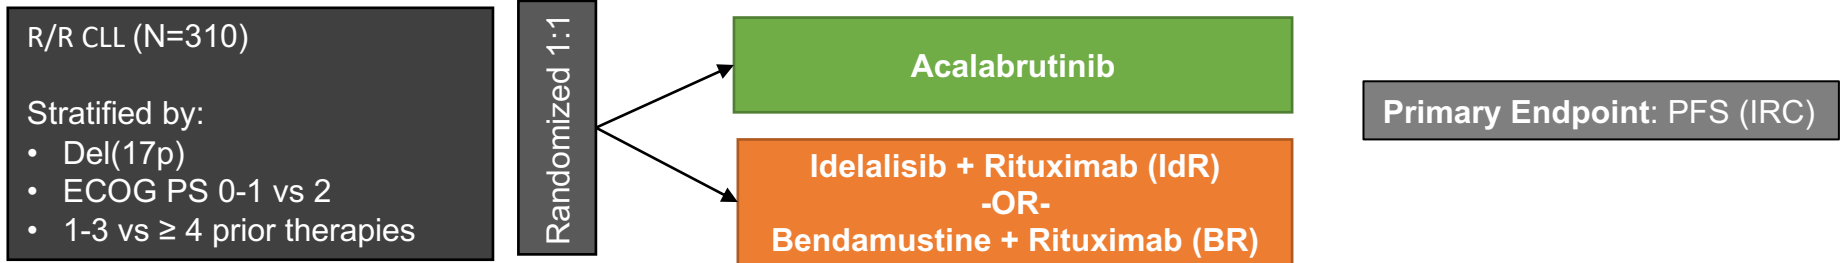 R/R CLL (N=310)
Stratified by:
• Del(17p)
• ECOG PS 0-1 vs 2
• 1-3 vs ≥ 4 prior therapies
Randomized 1:1
Acalabrutinib
Idelalisib + Rituximab (IdR)
-OR-
Bendamustine + Rituximab (BR)
Primary Endpoint: PFS (IRC)